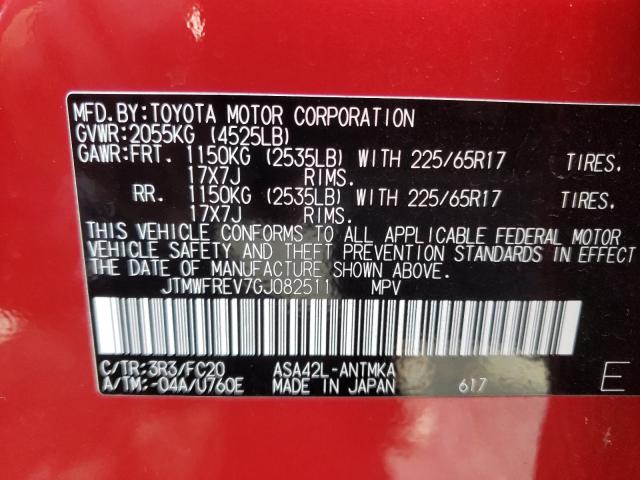 MFD.BY:TOYOTA MOTOR CORPORATION
GVWR:2055KG (4525LB)
GAWR:FRT. 1150KG (2535LB) WITH 225/65R17 TIRES.
17X7J RIMS.
RR. 1150KG (2535LB) WITH 225/65R17 TIRES.
17X7J RIMS.
THIS VEHICLE CONFORMS TO ALL APPLICABLE FEDERAL MOTOR
VEHICLE SAFETY AND THEFT PREVENTION STANDARDS IN EFFECT ON
THE DATE OF MANUFACTURE SHOWN ABOVE.
JTMWFREV7GJ082511 MPV
C/TR:3R3/FC20 ASA42L-ANTMKA
A/TM:-04A/U760E MADE IN JAPAN 617 E